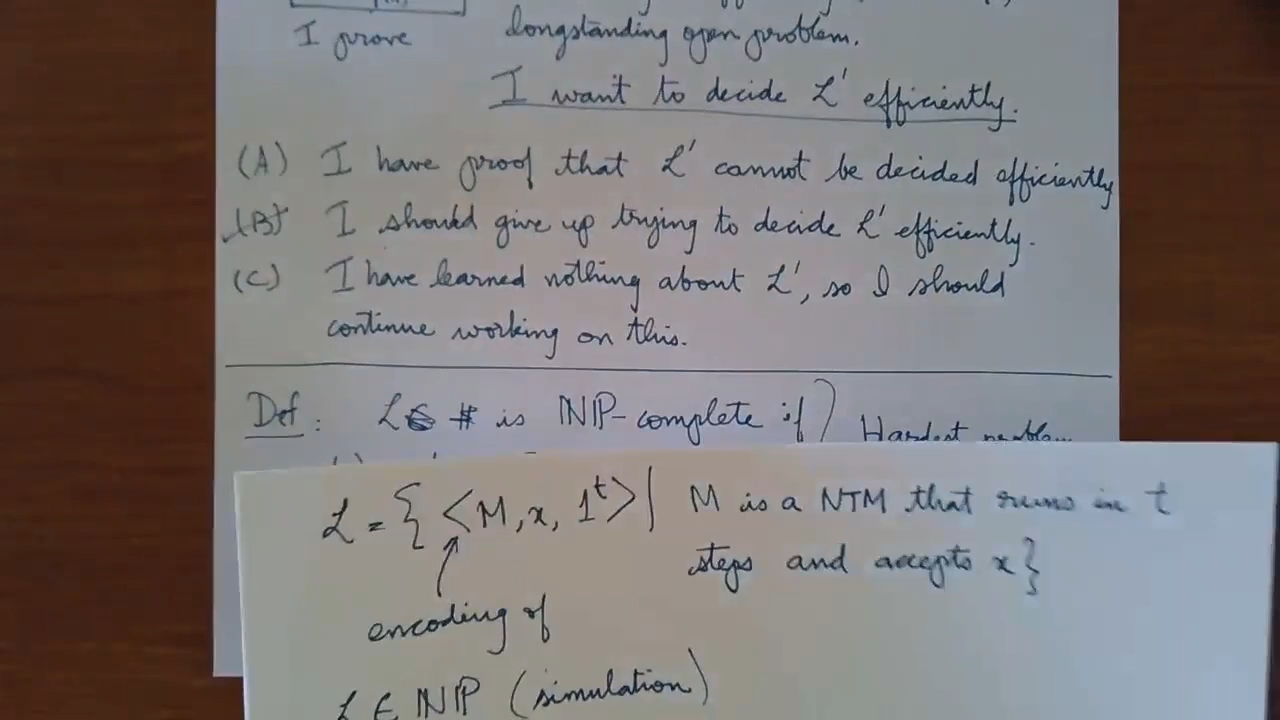 I prove longstanding open problem.
I want to decide L' efficiently.
(A) I have proof that L' cannot be decided efficiently
(B) I should give up trying to decide L' efficiently.
(C) I have learned nothing about L', so I should
continue working on this.
Def: L is NP-complete if) Hardest problem
L = { <M, x, 1^t> | M is a NTM that runs in t
steps and accepts x}
encoding of
L ∈ NP (simulation)